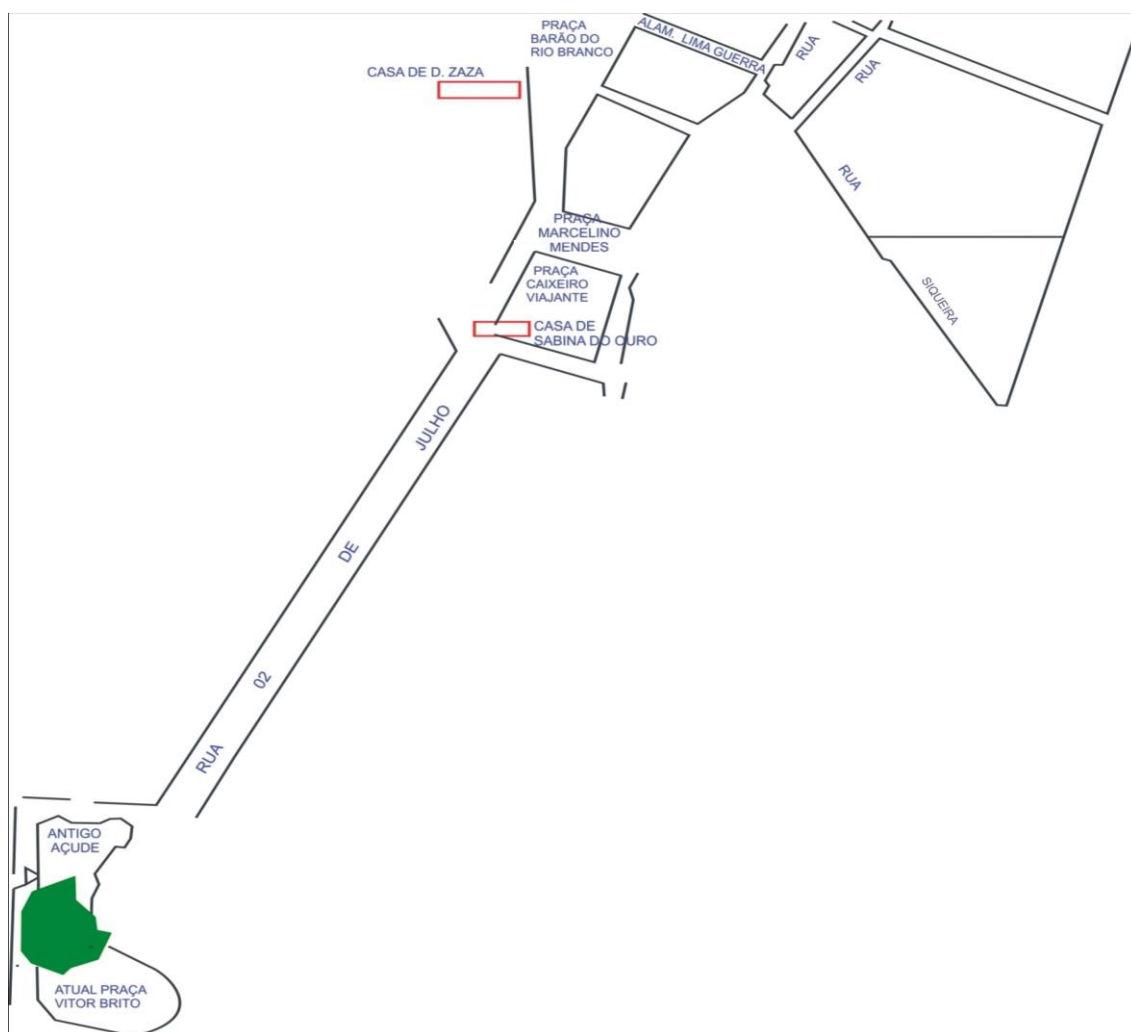 PRAÇA
BARÃO DO
RIO BRANCO
ALAM. LIMA GUERRA
RUA
RUA
CASA DE D. ZAZA
RUA
PRAÇA
MARCELINO
MENDES
PRAÇA
CAIXEIRO
VIAJANTE
SIQUEIRA
CASA DE
SABINA DO OURO
RUA 02 DE JULHO
ANTIGO
AÇUDE
ATUAL PRAÇA
VITOR BRITO